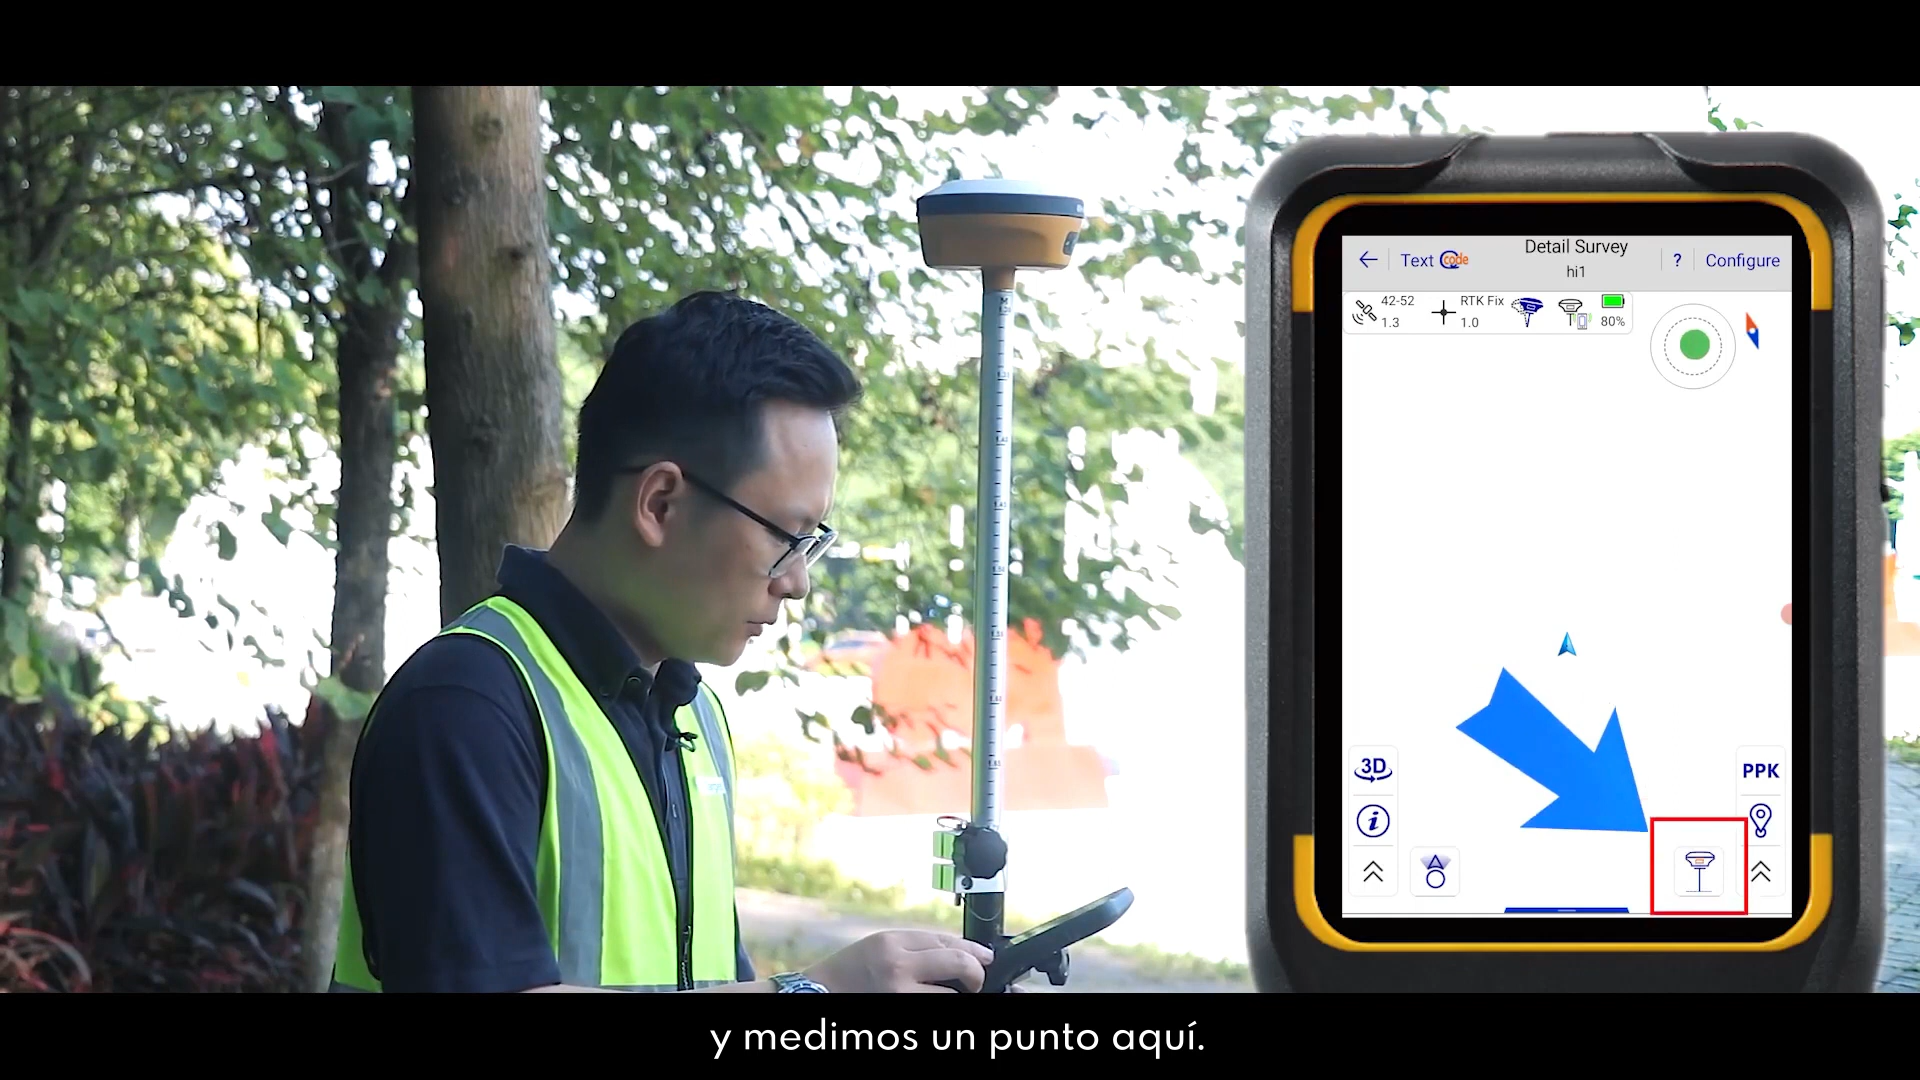 Text code
Detail Survey
hi1
?
Configure
42-52
1.3
RTK Fix
1.0
80%
3D
PPK
i
M
y medimos un punto aquí.